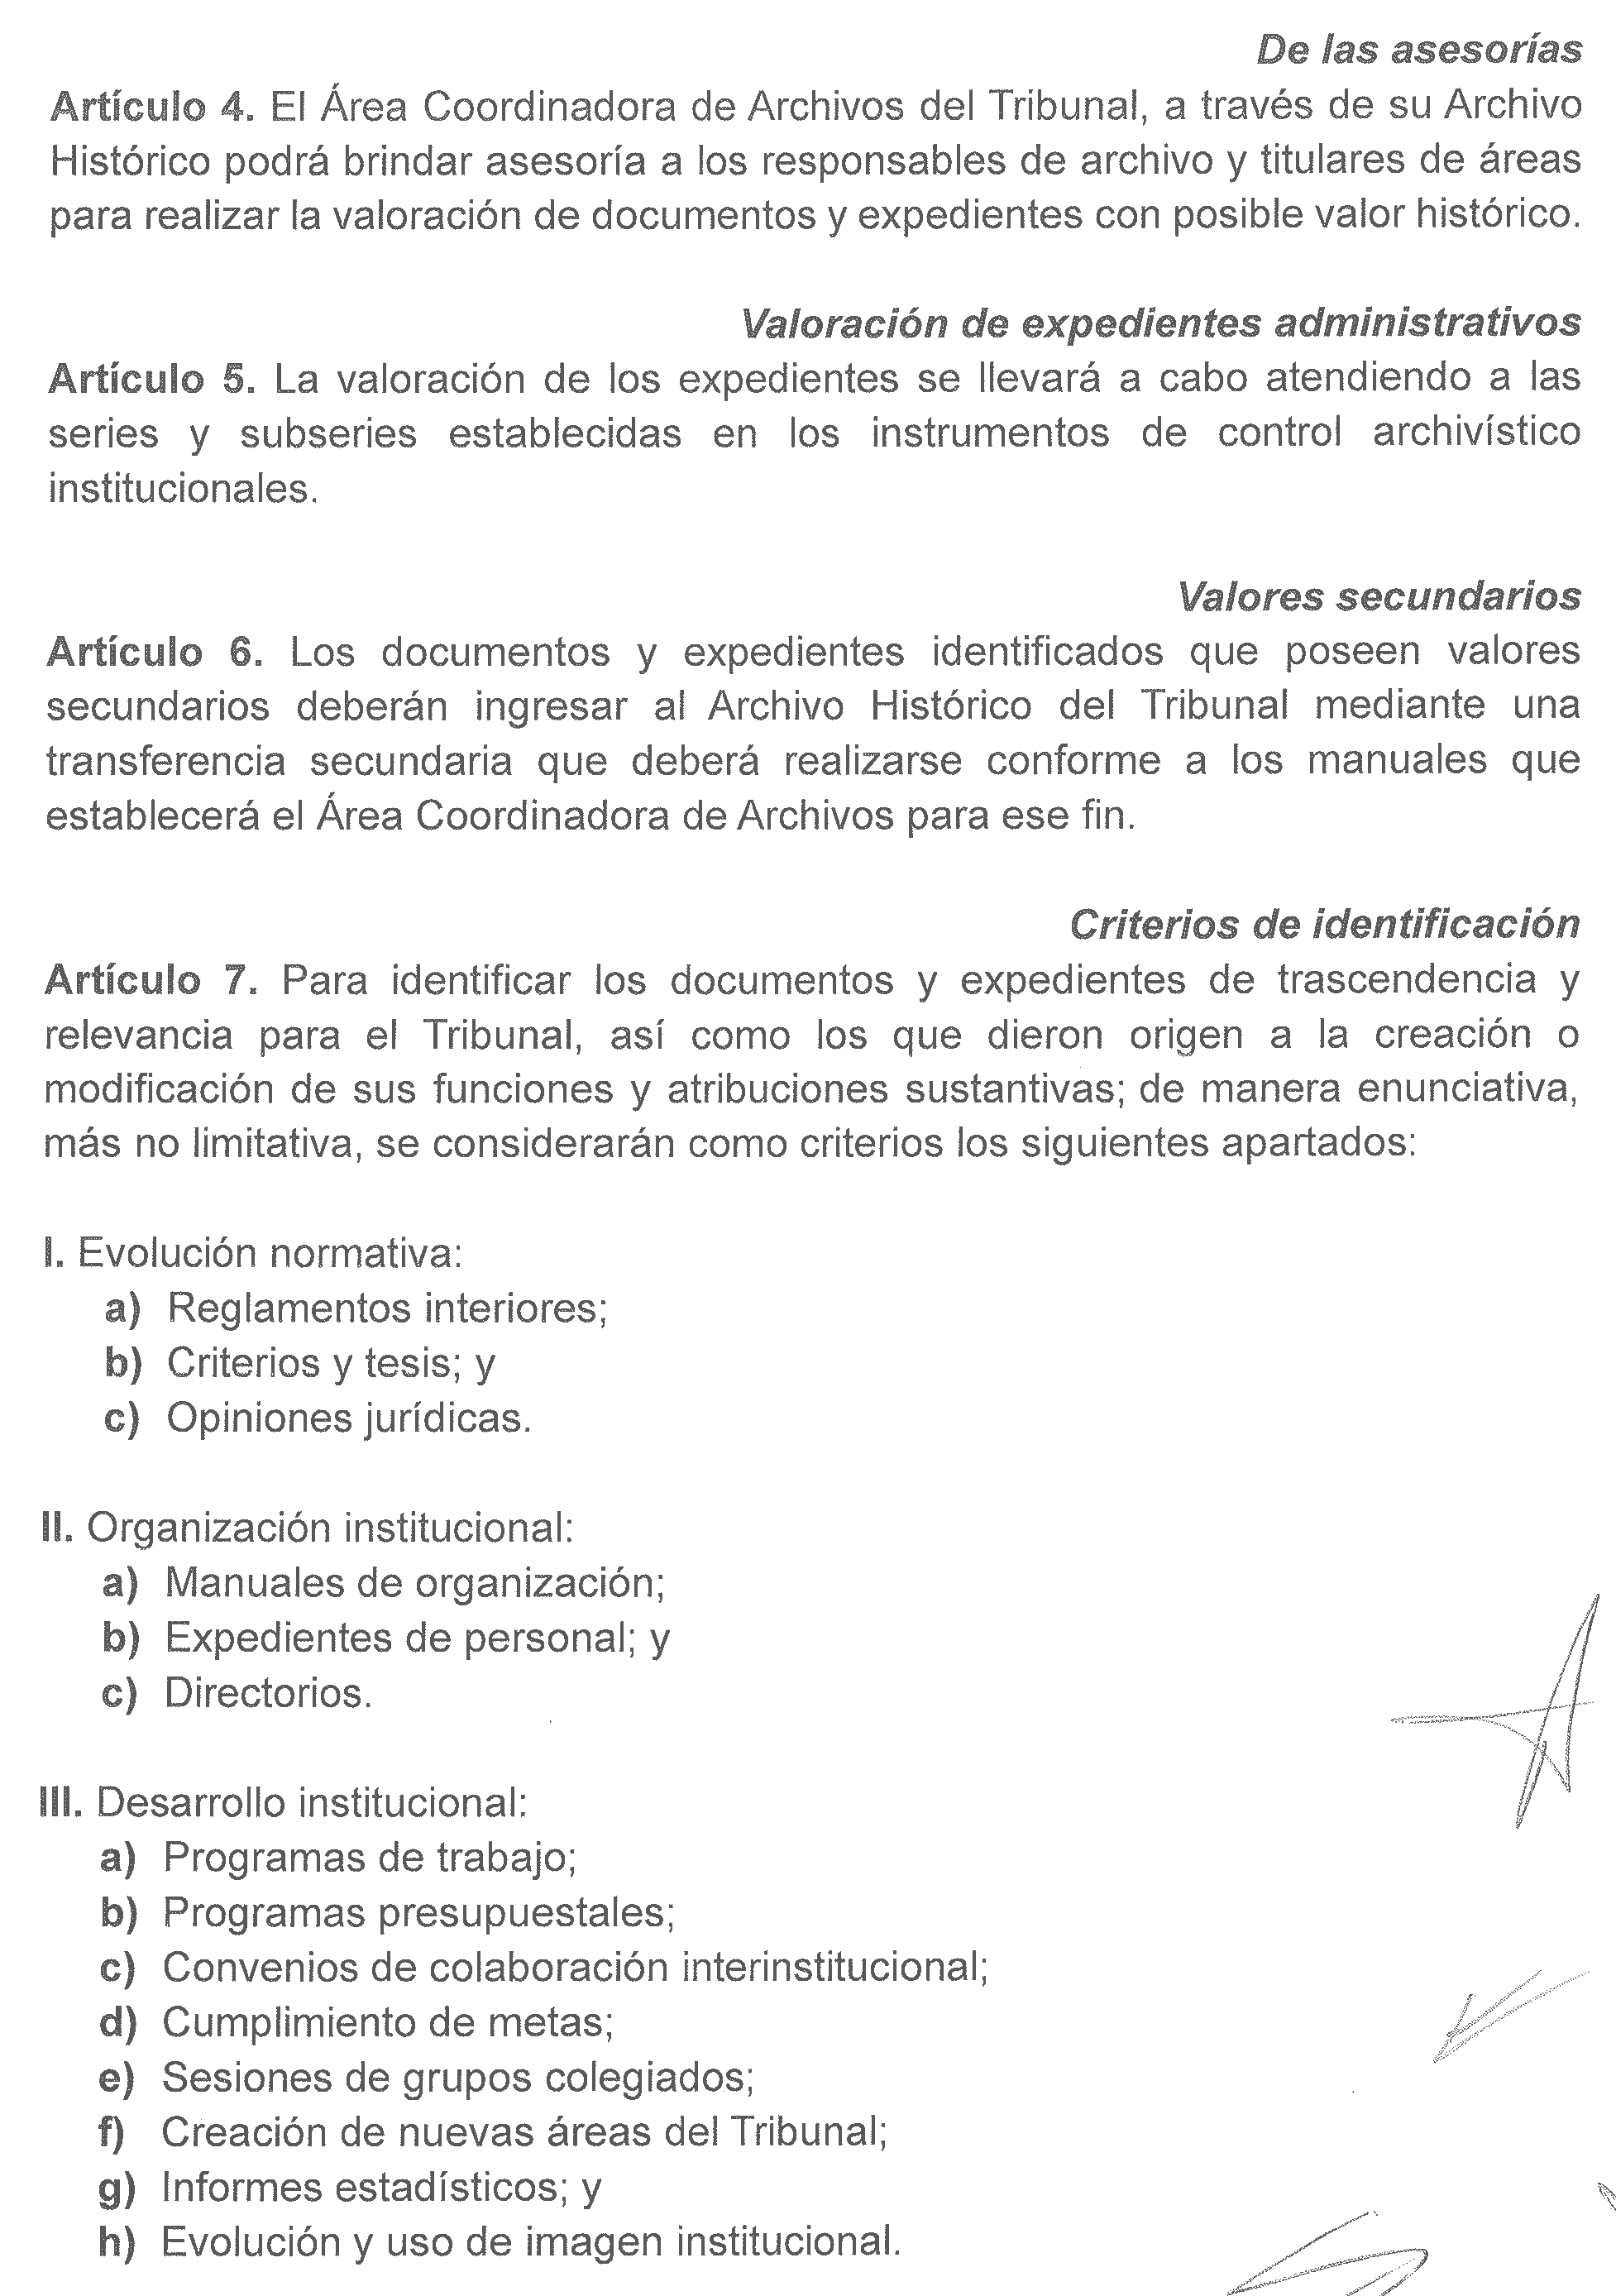 De las asesorías
Artículo 4. El Área Coordinadora de Archivos del Tribunal, a través de su Archivo
Histórico podrá brindar asesoría a los responsables de archivo y titulares de áreas
para realizar la valoración de documentos y expedientes con posible valor histórico.
Valoración de expedientes administrativos
Artículo 5. La valoración de los expedientes se llevará a cabo atendiendo a las
series y subseries establecidas en los instrumentos de control archivístico
institucionales.
Valores secundarios
Artículo 6. Los documentos y expedientes identificados que poseen valores
secundarios deberán ingresar al Archivo Histórico del Tribunal mediante una
transferencia secundaria que deberá realizarse conforme a los manuales que
establecerá el Área Coordinadora de Archivos para ese fin.
Criterios de identificación
Artículo 7. Para identificar los documentos y expedientes de trascendencia y
relevancia para el Tribunal, así como los que dieron origen a la creación o
modificación de sus funciones y atribuciones sustantivas; de manera enunciativa,
más no limitativa, se considerarán como criterios los siguientes apartados:
I. Evolución normativa:
a) Reglamentos interiores;
b) Criterios y tesis; y
c) Opiniones jurídicas.
II. Organización institucional:
a) Manuales de organización;
b) Expedientes de personal; y
c) Directorios.
III. Desarrollo institucional:
a) Programas de trabajo;
b) Programas presupuestales;
c) Convenios de colaboración interinstitucional;
d) Cumplimiento de metas;
e) Sesiones de grupos colegiados;
f) Creación de nuevas áreas del Tribunal;
g) Informes estadísticos; y
h) Evolución y uso de imagen institucional.